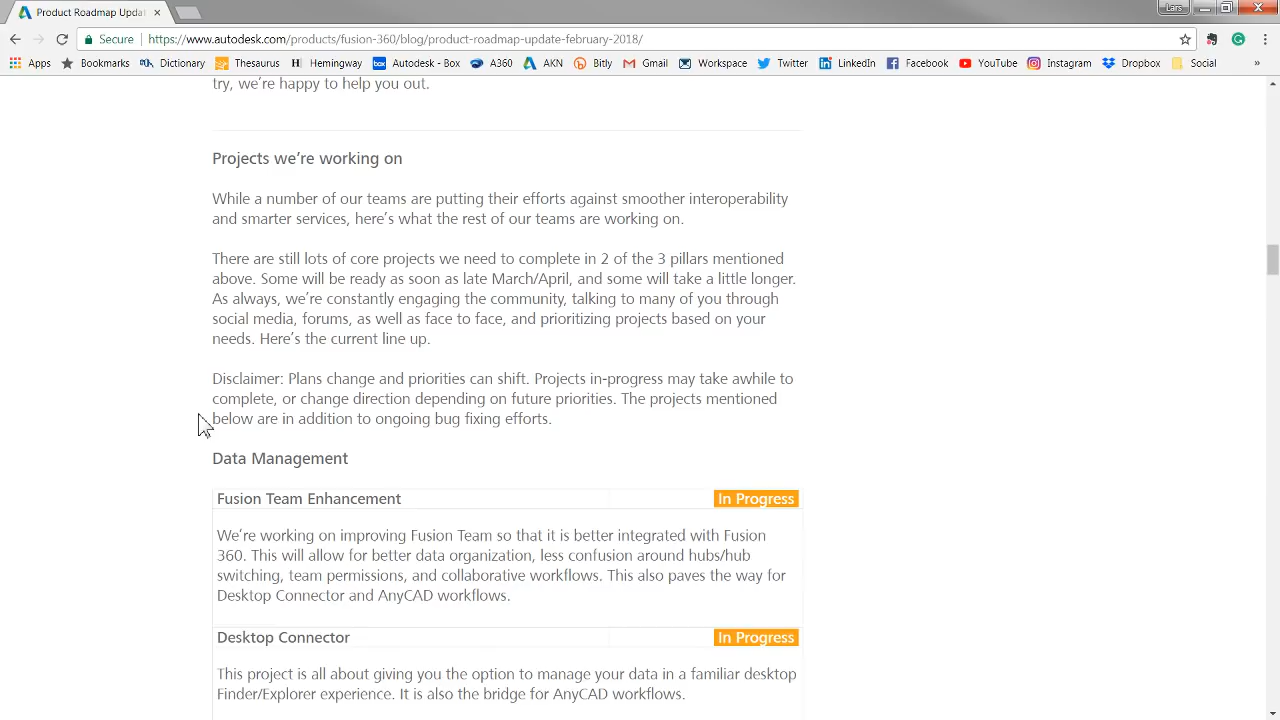 Product Roadmap Upda
Lars
Secure
https://www.autodesk.com/products/fusion-360/blog/product-roadmap-update-february-2018/
Apps Bookmarks Dictionary Thesaurus Hemingway Autodesk - Box A360 AKN Bitly Gmail Workspace Twitter LinkedIn Facebook YouTube Instagram Dropbox Social »
try, we're happy to help you out.
Projects we're working on
While a number of our teams are putting their efforts against smoother interoperability
and smarter services, here's what the rest of our teams are working on.
There are still lots of core projects we need to complete in 2 of the 3 pillars mentioned
above. Some will be ready as soon as late March/April, and some will take a little longer.
As always, we're constantly engaging the community, talking to many of you through
social media, forums, as well as face to face, and prioritizing projects based on your
needs. Here's the current line up.
Disclaimer: Plans change and priorities can shift. Projects in-progress may take awhile to
complete, or change direction depending on future priorities. The projects mentioned
below are in addition to ongoing bug fixing efforts.
Data Management
Fusion Team Enhancement In Progress
We're working on improving Fusion Team so that it is better integrated with Fusion
360. This will allow for better data organization, less confusion around hubs/hub
switching, team permissions, and collaborative workflows. This also paves the way for
Desktop Connector and AnyCAD workflows.
Desktop Connector In Progress
This project is all about giving you the option to manage your data in a familiar desktop
Finder/Explorer experience. It is also the bridge for AnyCAD workflows.